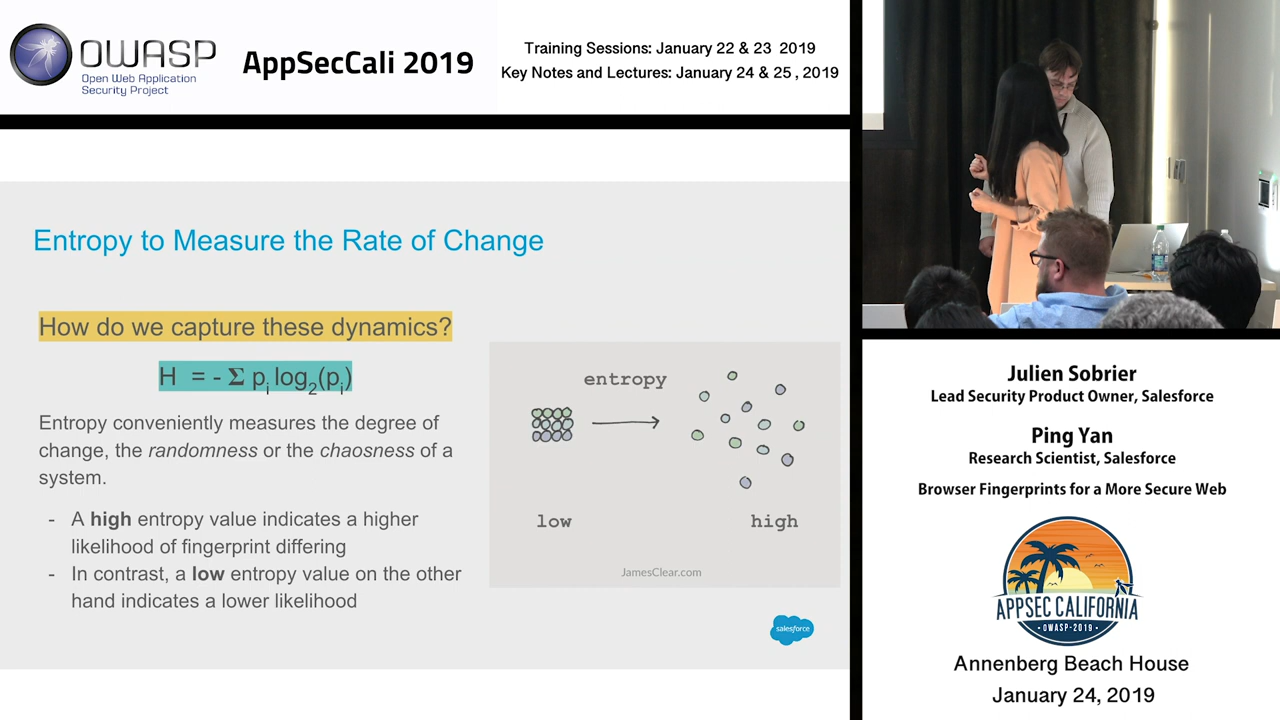 OWASP
Open Web Application
Security Project
AppSecCali 2019
Training Sessions: January 22 & 23 2019
Key Notes and Lectures: January 24 & 25 , 2019
Entropy to Measure the Rate of Change
How do we capture these dynamics?
H = - Σ pi log2(pi)
Entropy conveniently measures the degree of
change, the randomness or the chaosness of a
system.
- A high entropy value indicates a higher
likelihood of fingerprint differing
- In contrast, a low entropy value on the other
hand indicates a lower likelihood
entropy
low
high
JamesClear.com
salesforce
Julien Sobrier
Lead Security Product Owner, Salesforce
Ping Yan
Research Scientist, Salesforce
Browser Fingerprints for a More Secure Web
APPSEC CALIFORNIA
• OWASP-2019 •
Annenberg Beach House
January 24, 2019